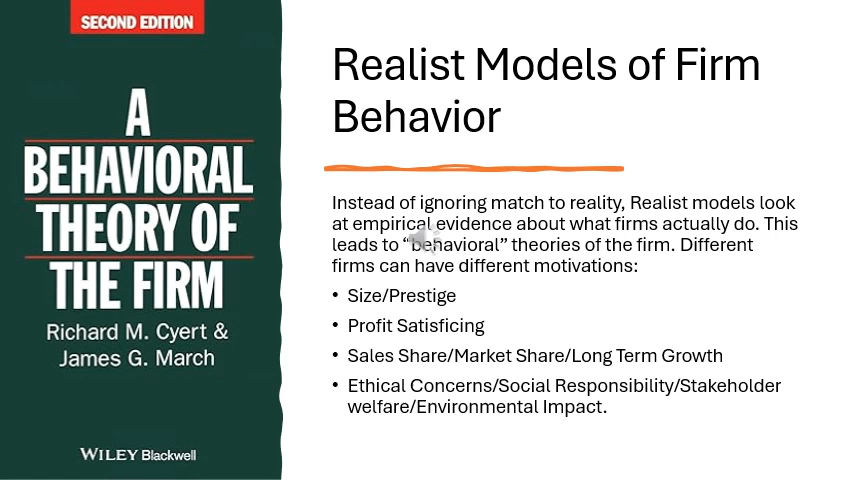 SECOND EDITION
A
BEHAVIORAL
THEORY OF
THE FIRM
Richard M. Cyert &
James G. March
WILEY Blackwell
Realist Models of Firm
Behavior
Instead of ignoring match to reality, Realist models look
at empirical evidence about what firms actually do. This
leads to “behavioral” theories of the firm. Different
firms can have different motivations:
• Size/Prestige
• Profit Satisficing
• Sales Share/Market Share/Long Term Growth
• Ethical Concerns/Social Responsibility/Stakeholder
welfare/Environmental Impact.